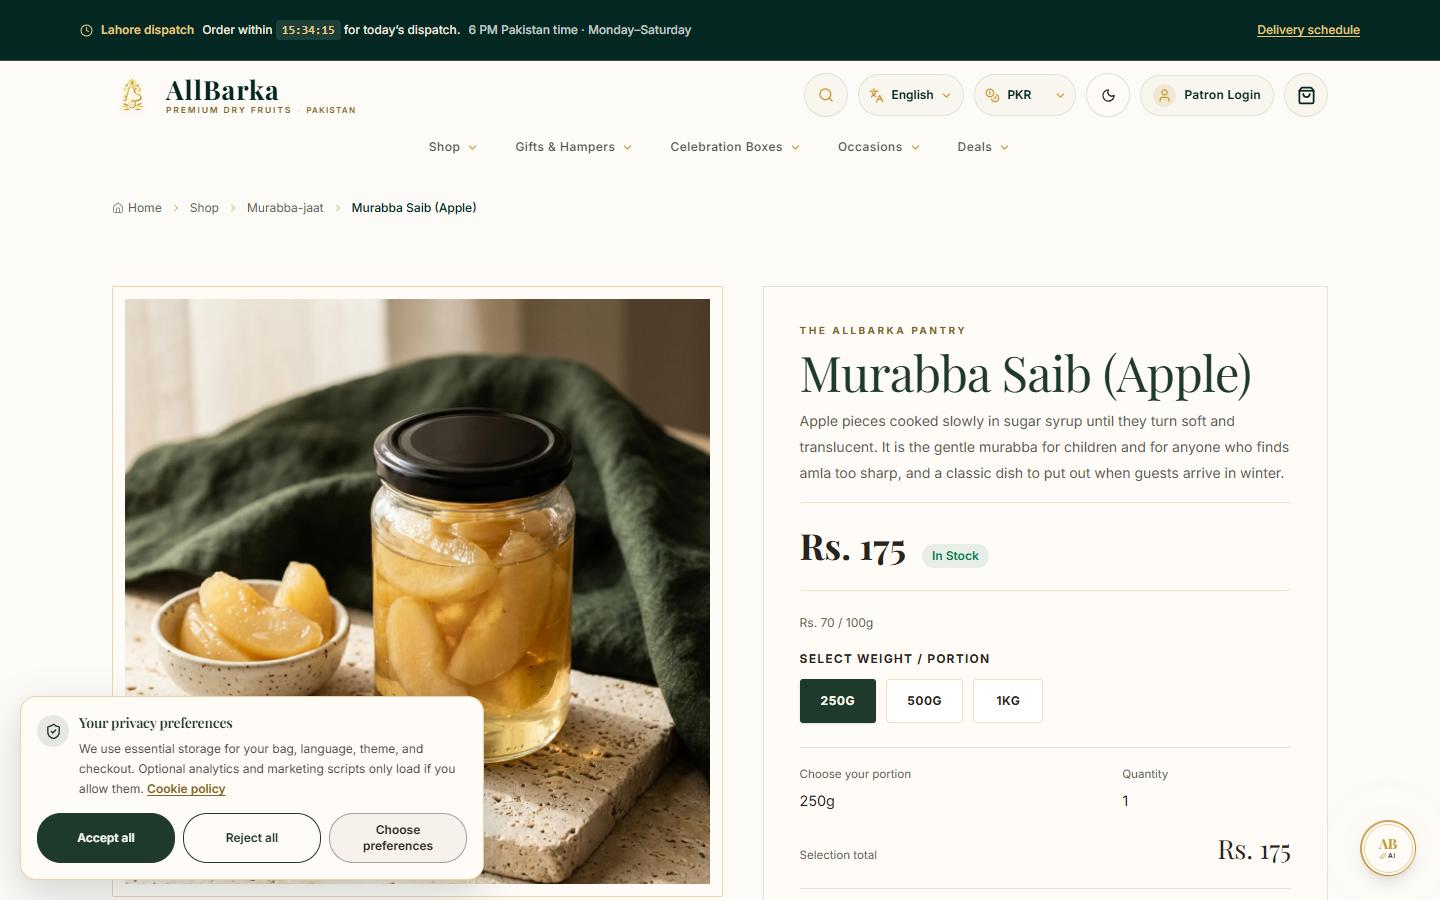 Lahore dispatch Order within 15:34:15 for today’s dispatch. 6 PM Pakistan time · Monday–Saturday Delivery schedule
AllBarka
PREMIUM DRY FRUITS · PAKISTAN
English PKR Patron Login
Shop Gifts & Hampers Celebration Boxes Occasions Deals
Home Shop Murabba-jaat Murabba Saib (Apple)
THE ALLBARKA PANTRY
Murabba Saib (Apple)
Apple pieces cooked slowly in sugar syrup until they turn soft and
translucent. It is the gentle murabba for children and for anyone who finds
amla too sharp, and a classic dish to put out when guests arrive in winter.
Rs. 175 In Stock
Rs. 70 / 100g
SELECT WEIGHT / PORTION
250G 500G 1KG
Choose your portion Quantity
250g 1
Selection total Rs. 175
Your privacy preferences
We use essential storage for your bag, language, theme, and
checkout. Optional analytics and marketing scripts only load if you
allow them. Cookie policy
Accept all Reject all Choose
preferences
AB
AI